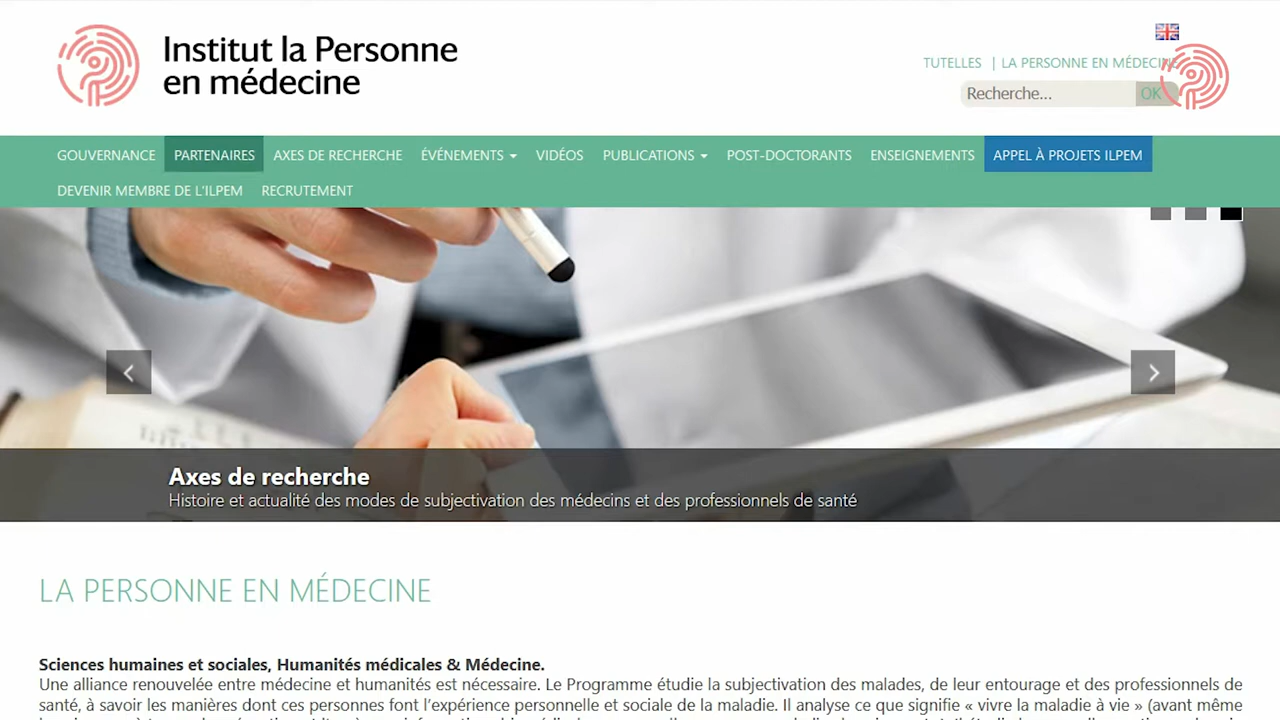 Institut la Personne
en médecine
TUTELLES | LA PERSONNE EN MÉDECINE
Recherche... OK
GOUVERNANCE PARTENAIRES AXES DE RECHERCHE ÉVÉNEMENTS VIDÉOS PUBLICATIONS POST-DOCTORANTS ENSEIGNEMENTS APPEL À PROJETS ILPEM
DEVENIR MEMBRE DE L'ILPEM RECRUTEMENT
Axes de recherche
Histoire et actualité des modes de subjectivation des médecins et des professionnels de santé
LA PERSONNE EN MÉDECINE
Sciences humaines et sociales, Humanités médicales & Médecine.
Une alliance renouvelée entre médecine et humanités est nécessaire. Le Programme étudie la subjectivation des malades, de leur entourage et des professionnels de
santé, à savoir les manières dont ces personnes font l'expérience personnelle et sociale de la maladie. Il analyse ce que signifie « vivre la maladie à vie » (avant même